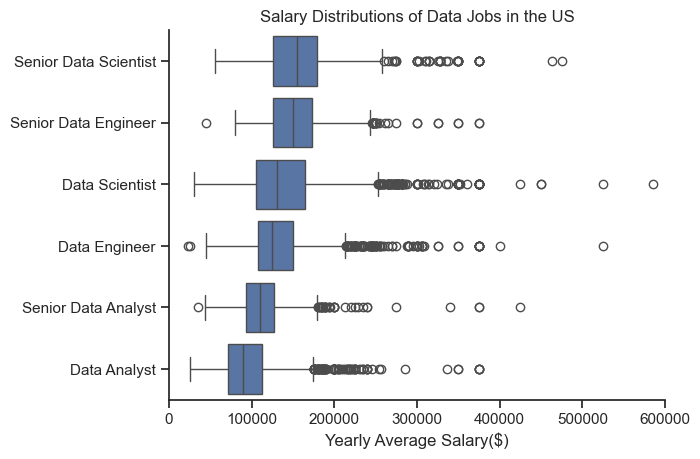 Salary Distributions of Data Jobs in the US
Senior Data Scientist
Senior Data Engineer
Data Scientist
Data Engineer
Senior Data Analyst
Data Analyst
0 100000 200000 300000 400000 500000 600000
Yearly Average Salary($)